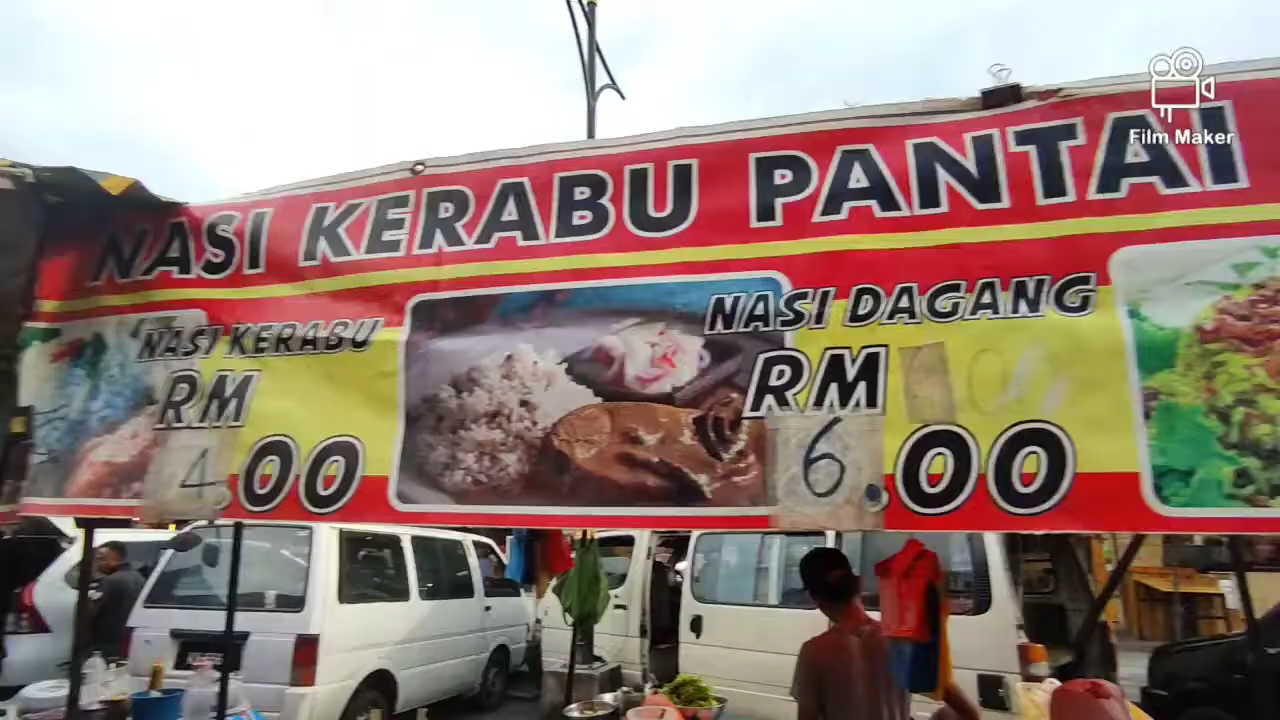 NASI KERABU PANTAI
NASI KERABU
RM
4.00
NASI DAGANG
RM
6.00
Film Maker